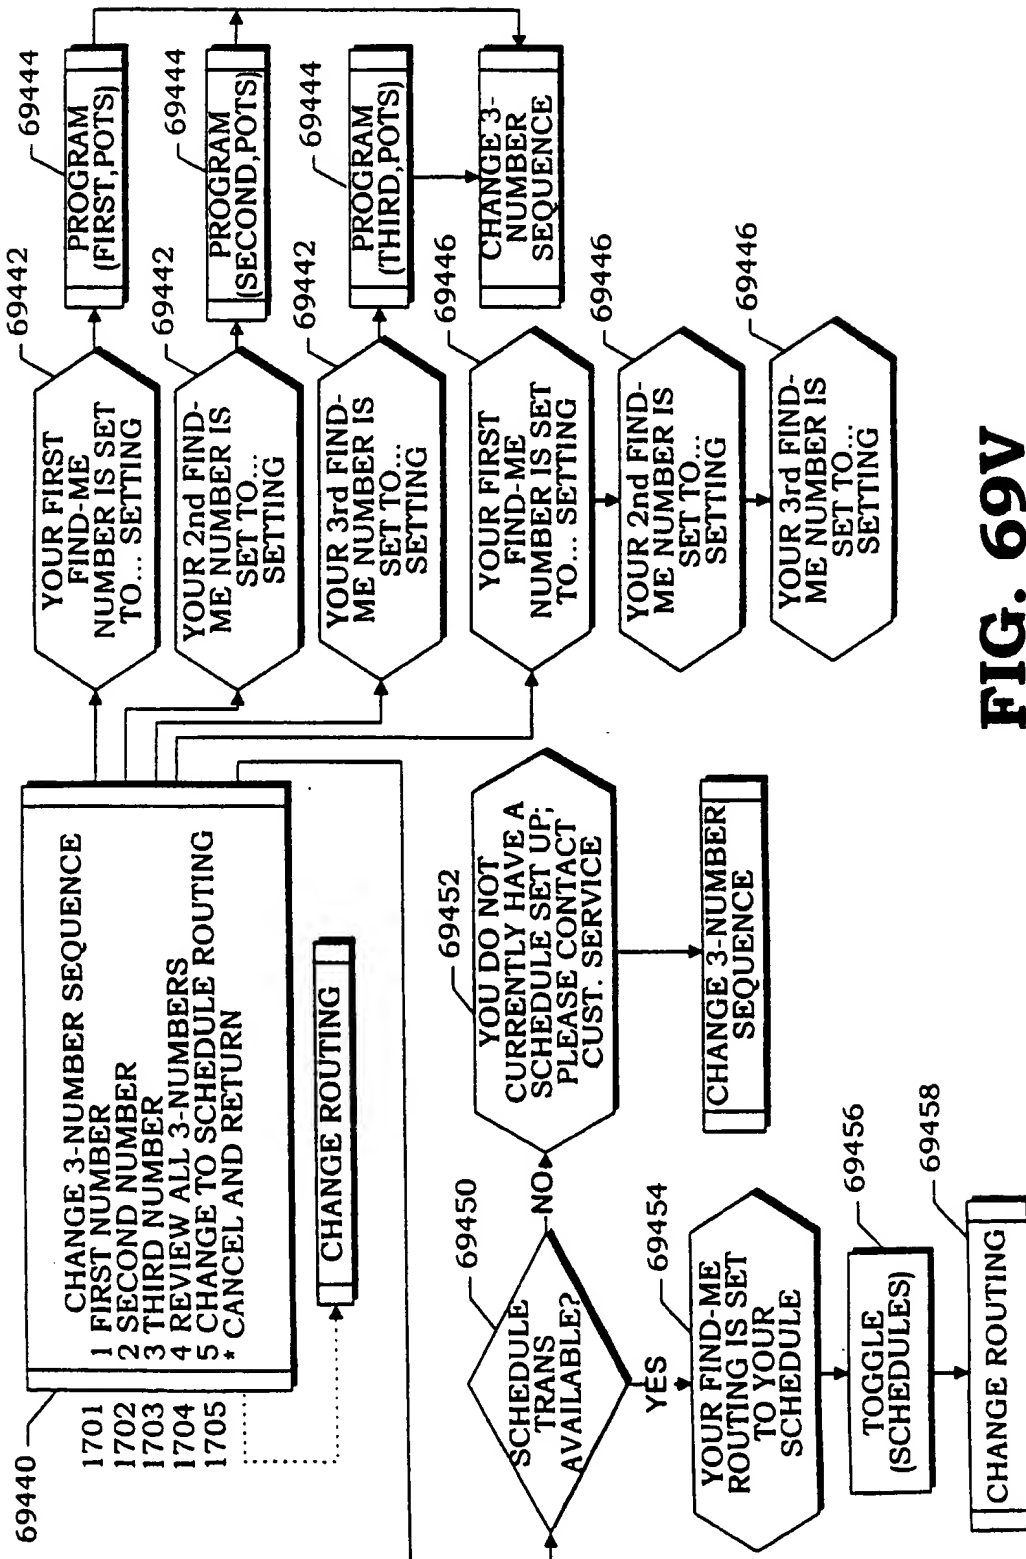 69440
CHANGE 3-NUMBER SEQUENCE
1701 1 FIRST NUMBER
1702 2 SECOND NUMBER
1703 3 THIRD NUMBER
1704 4 REVIEW ALL 3-NUMBERS
1705 5 CHANGE TO SCHEDULE ROUTING
* CANCEL AND RETURN
CHANGE ROUTING
69442
YOUR FIRST
FIND-ME
NUMBER IS SET
TO... SETTING
69444
PROGRAM
(FIRST,POTS)
69442
YOUR 2nd FIND-
ME NUMBER IS
SET TO...
SETTING
69444
PROGRAM
(SECOND,POTS)
69442
YOUR 3rd FIND-
ME NUMBER IS
SET TO...
SETTING
69444
PROGRAM
(THIRD,POTS)
CHANGE 3-
NUMBER
SEQUENCE
69446
YOUR FIRST
FIND-ME
NUMBER IS SET
TO... SETTING
69446
YOUR 2nd FIND-
ME NUMBER IS
SET TO...
SETTING
69446
YOUR 3rd FIND-
ME NUMBER IS
SET TO...
SETTING
69450
SCHEDULE
TRANS
AVAILABLE?
NO
69452
YOU DO NOT
CURRENTLY HAVE A
SCHEDULE SET UP;
PLEASE CONTACT
CUST. SERVICE
CHANGE 3-NUMBER
SEQUENCE
YES
69454
YOUR FIND-ME
ROUTING IS SET
TO YOUR
SCHEDULE
69456
TOGGLE
(SCHEDULES)
69458
CHANGE ROUTING
FIG. 69V